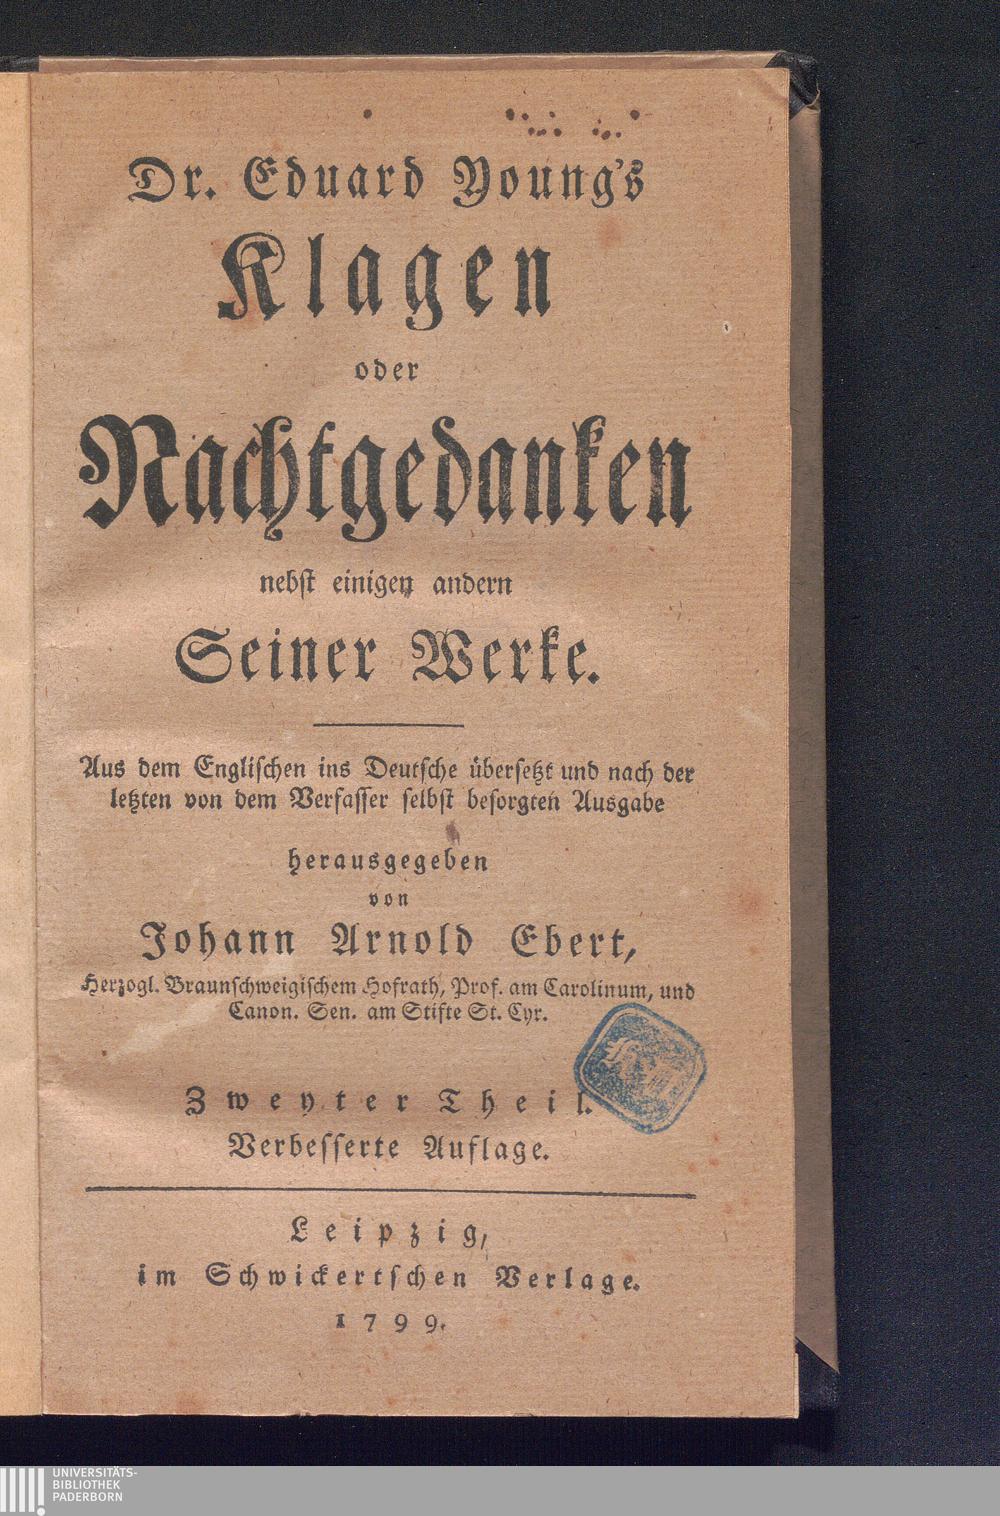 Dr. Eduard Young's
Klagen
oder
Nachtgedanken
nebst einigen andern
Seiner Werke.
Aus dem Englischen ins Deutsche übersetzt und nach der
letzten von dem Verfasser selbst besorgten Ausgabe
herausgegeben
von
Johann Arnold Ebert,
Herzogl. Braunschweigischem Hofrath, Prof. am Carolinum, und
Canon. Sen. am Stifte St. Cyr.
Zweyter Theil.
Verbesserte Auflage.
Leipzig,
im Schwickertschen Verlage.
1799.
UNIVERSITÄTS-
BIBLIOTHEK
PADERBORN